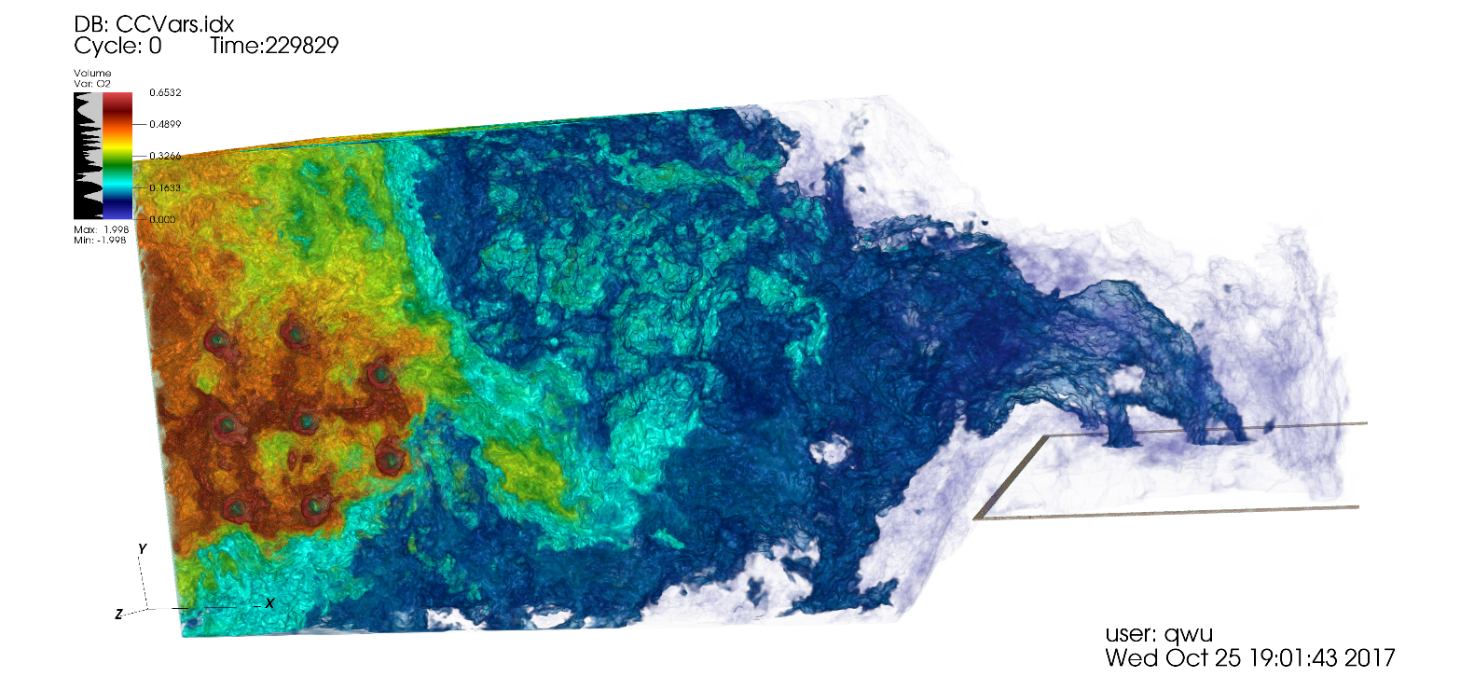 DB: CCVars.idx
Cycle: 0 Time:229829
Volume
Var: O2
0.6532
0.4899
0.3266
0.1633
0.000
Max: 1.998
Min: -1.998
Y
Z
X
user: qwu
Wed Oct 25 19:01:43 2017